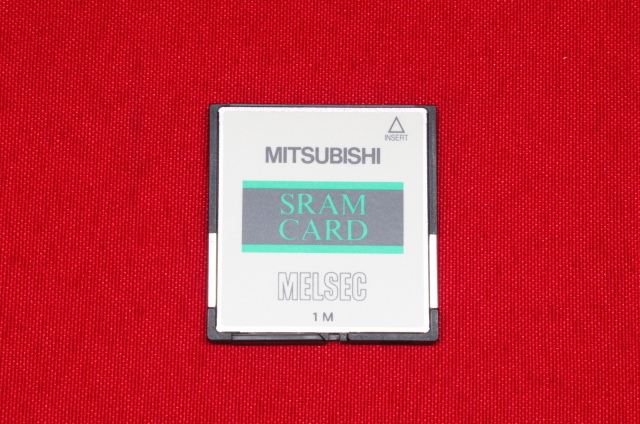 INSERT
MITSUBISHI
SRAM
CARD
MELSEC
1 M